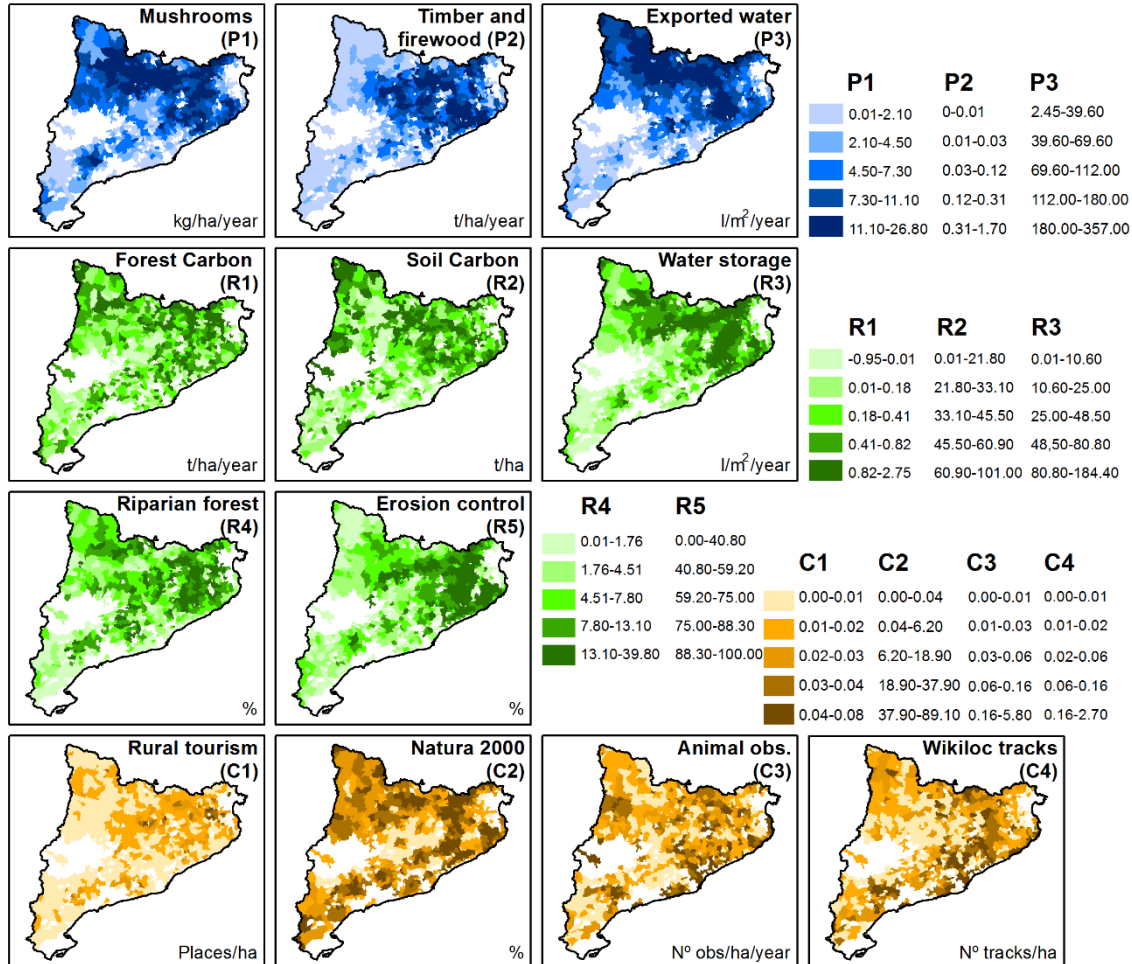 Mushrooms
(P1)
kg/ha/year
Timber and
firewood (P2)
t/ha/year
Exported water
(P3)
l/m²/year
P1 P2 P3
0.01-2.10 0-0.01 2.45-39.60
2.10-4.50 0.01-0.03 39.60-69.60
4.50-7.30 0.03-0.12 69.60-112.00
7.30-11.10 0.12-0.31 112.00-180.00
11.10-26.80 0.31-1.70 180.00-357.00
Forest Carbon
(R1)
t/ha/year
Soil Carbon
(R2)
t/ha
Water storage
(R3)
l/m²/year
R1 R2 R3
-0.95-0.01 0.01-21.80 0.01-10.60
0.01-0.18 21.80-33.10 10.60-25.00
0.18-0.41 33.10-45.50 25.00-48.50
0.41-0.82 45.50-60.90 48,50-80.80
0.82-2.75 60.90-101.00 80.80-184.40
Riparian forest
(R4)
%
Erosion control
(R5)
%
R4 R5
0.01-1.76 0.00-40.80
1.76-4.51 40.80-59.20
4.51-7.80 59.20-75.00
7.80-13.10 75.00-88.30
13.10-39.80 88.30-100.00
C1 C2 C3 C4
0.00-0.01 0.00-0.04 0.00-0.01 0.00-0.01
0.01-0.02 0.04-6.20 0.01-0.03 0.01-0.02
0.02-0.03 6.20-18.90 0.03-0.06 0.02-0.06
0.03-0.04 18.90-37.90 0.06-0.16 0.06-0.16
0.04-0.08 37.90-89.10 0.16-5.80 0.16-2.70
Rural tourism
(C1)
Places/ha
Natura 2000
(C2)
%
Animal obs.
(C3)
Nº obs/ha/year
Wikiloc tracks
(C4)
Nº tracks/ha